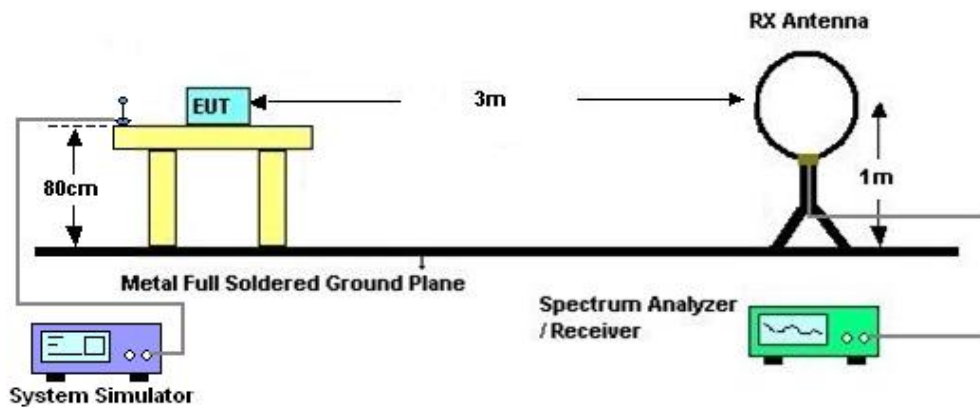 RX Antenna
EUT
3m
80cm
1m
Metal Full Soldered Ground Plane
Spectrum Analyzer
/ Receiver
System Simulator